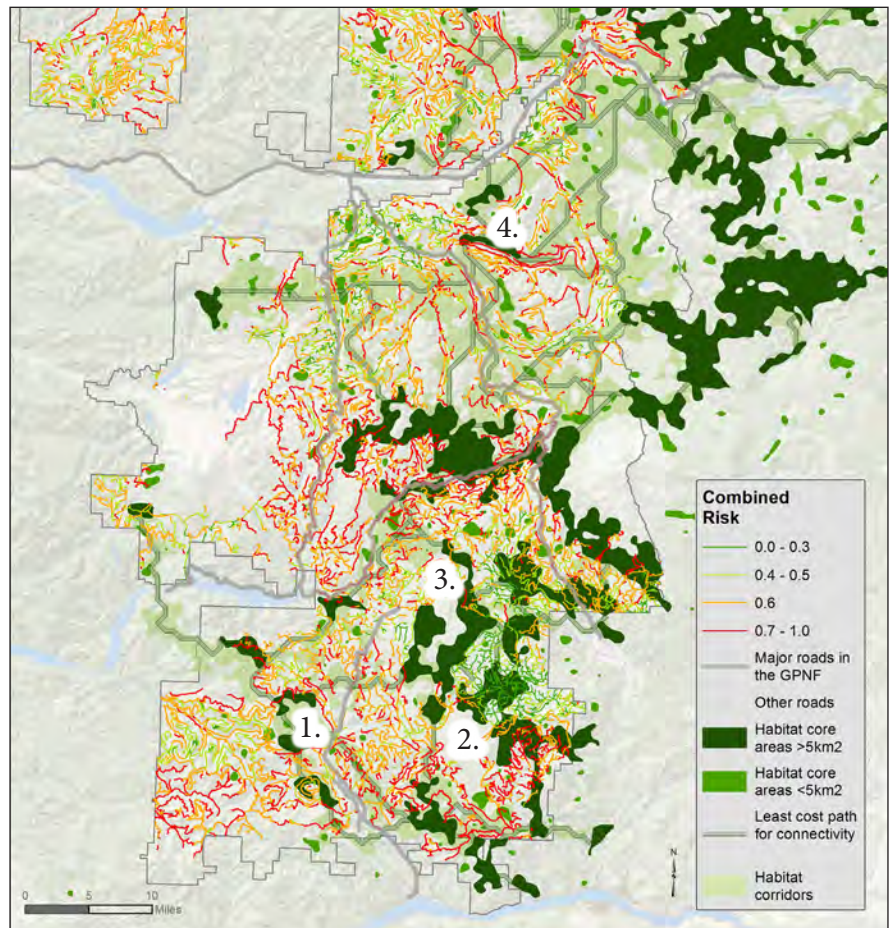 4.
3.
1.
2.
Combined
Risk
0.0 - 0.3
0.4 - 0.5
0.6
0.7 - 1.0
Major roads in
the GPNF
Other roads
Habitat core
areas >5km2
Habitat core
areas <5km2
Least cost path
for connectivity
Habitat
corridors
N
0 5 10
Miles